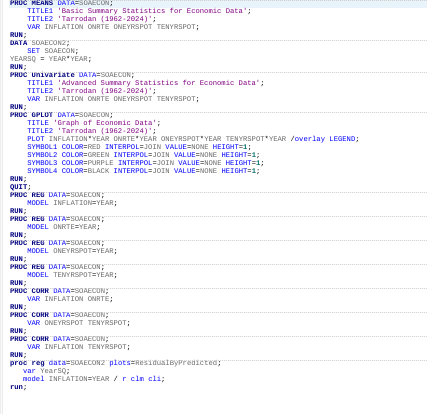 PROC MEANS DATA=SOAECON;
TITLE1 'Basic Summary Statistics for Economic Data';
TITLE2 'Tarrodan (1962-2024)';
VAR INFLATION ONRTE ONEYRSPOT TENYRSPOT;
RUN;
DATA SOAECON2;
SET SOAECON;
YEARSQ = YEAR*YEAR;
RUN;
PROC Univariate DATA=SOAECON;
TITLE1 'Advanced Summary Statistics for Economic Data';
TITLE2 'Tarrodan (1962-2024)';
VAR INFLATION ONRTE ONEYRSPOT TENYRSPOT;
RUN;
PROC GPLOT DATA=SOAECON;
TITLE 'Graph of Economic Data';
TITLE2 'Tarrodan (1962-2024)';
PLOT INFLATION*YEAR ONRTE*YEAR ONEYRSPOT*YEAR TENYRSPOT*YEAR /overlay LEGEND;
SYMBOL1 COLOR=RED INTERPOL=JOIN VALUE=NONE HEIGHT=1;
SYMBOL2 COLOR=GREEN INTERPOL=JOIN VALUE=NONE HEIGHT=1;
SYMBOL3 COLOR=PURPLE INTERPOL=JOIN VALUE=NONE HEIGHT=1;
SYMBOL4 COLOR=BLACK INTERPOL=JOIN VALUE=NONE HEIGHT=1;
RUN;
QUIT;
PROC REG DATA=SOAECON;
MODEL INFLATION=YEAR;
RUN;
PROC REG DATA=SOAECON;
MODEL ONRTE=YEAR;
RUN;
PROC REG DATA=SOAECON;
MODEL ONEYRSPOT=YEAR;
RUN;
PROC REG DATA=SOAECON;
MODEL TENYRSPOT=YEAR;
RUN;
PROC CORR DATA=SOAECON;
VAR INFLATION ONRTE;
RUN;
PROC CORR DATA=SOAECON;
VAR ONEYRSPOT TENYRSPOT;
RUN;
PROC CORR DATA=SOAECON;
VAR INFLATION TENYRSPOT;
RUN;
proc reg data=SOAECON2 plots=ResidualByPredicted;
var YearSQ;
model INFLATION=YEAR / r clm cli;
run;